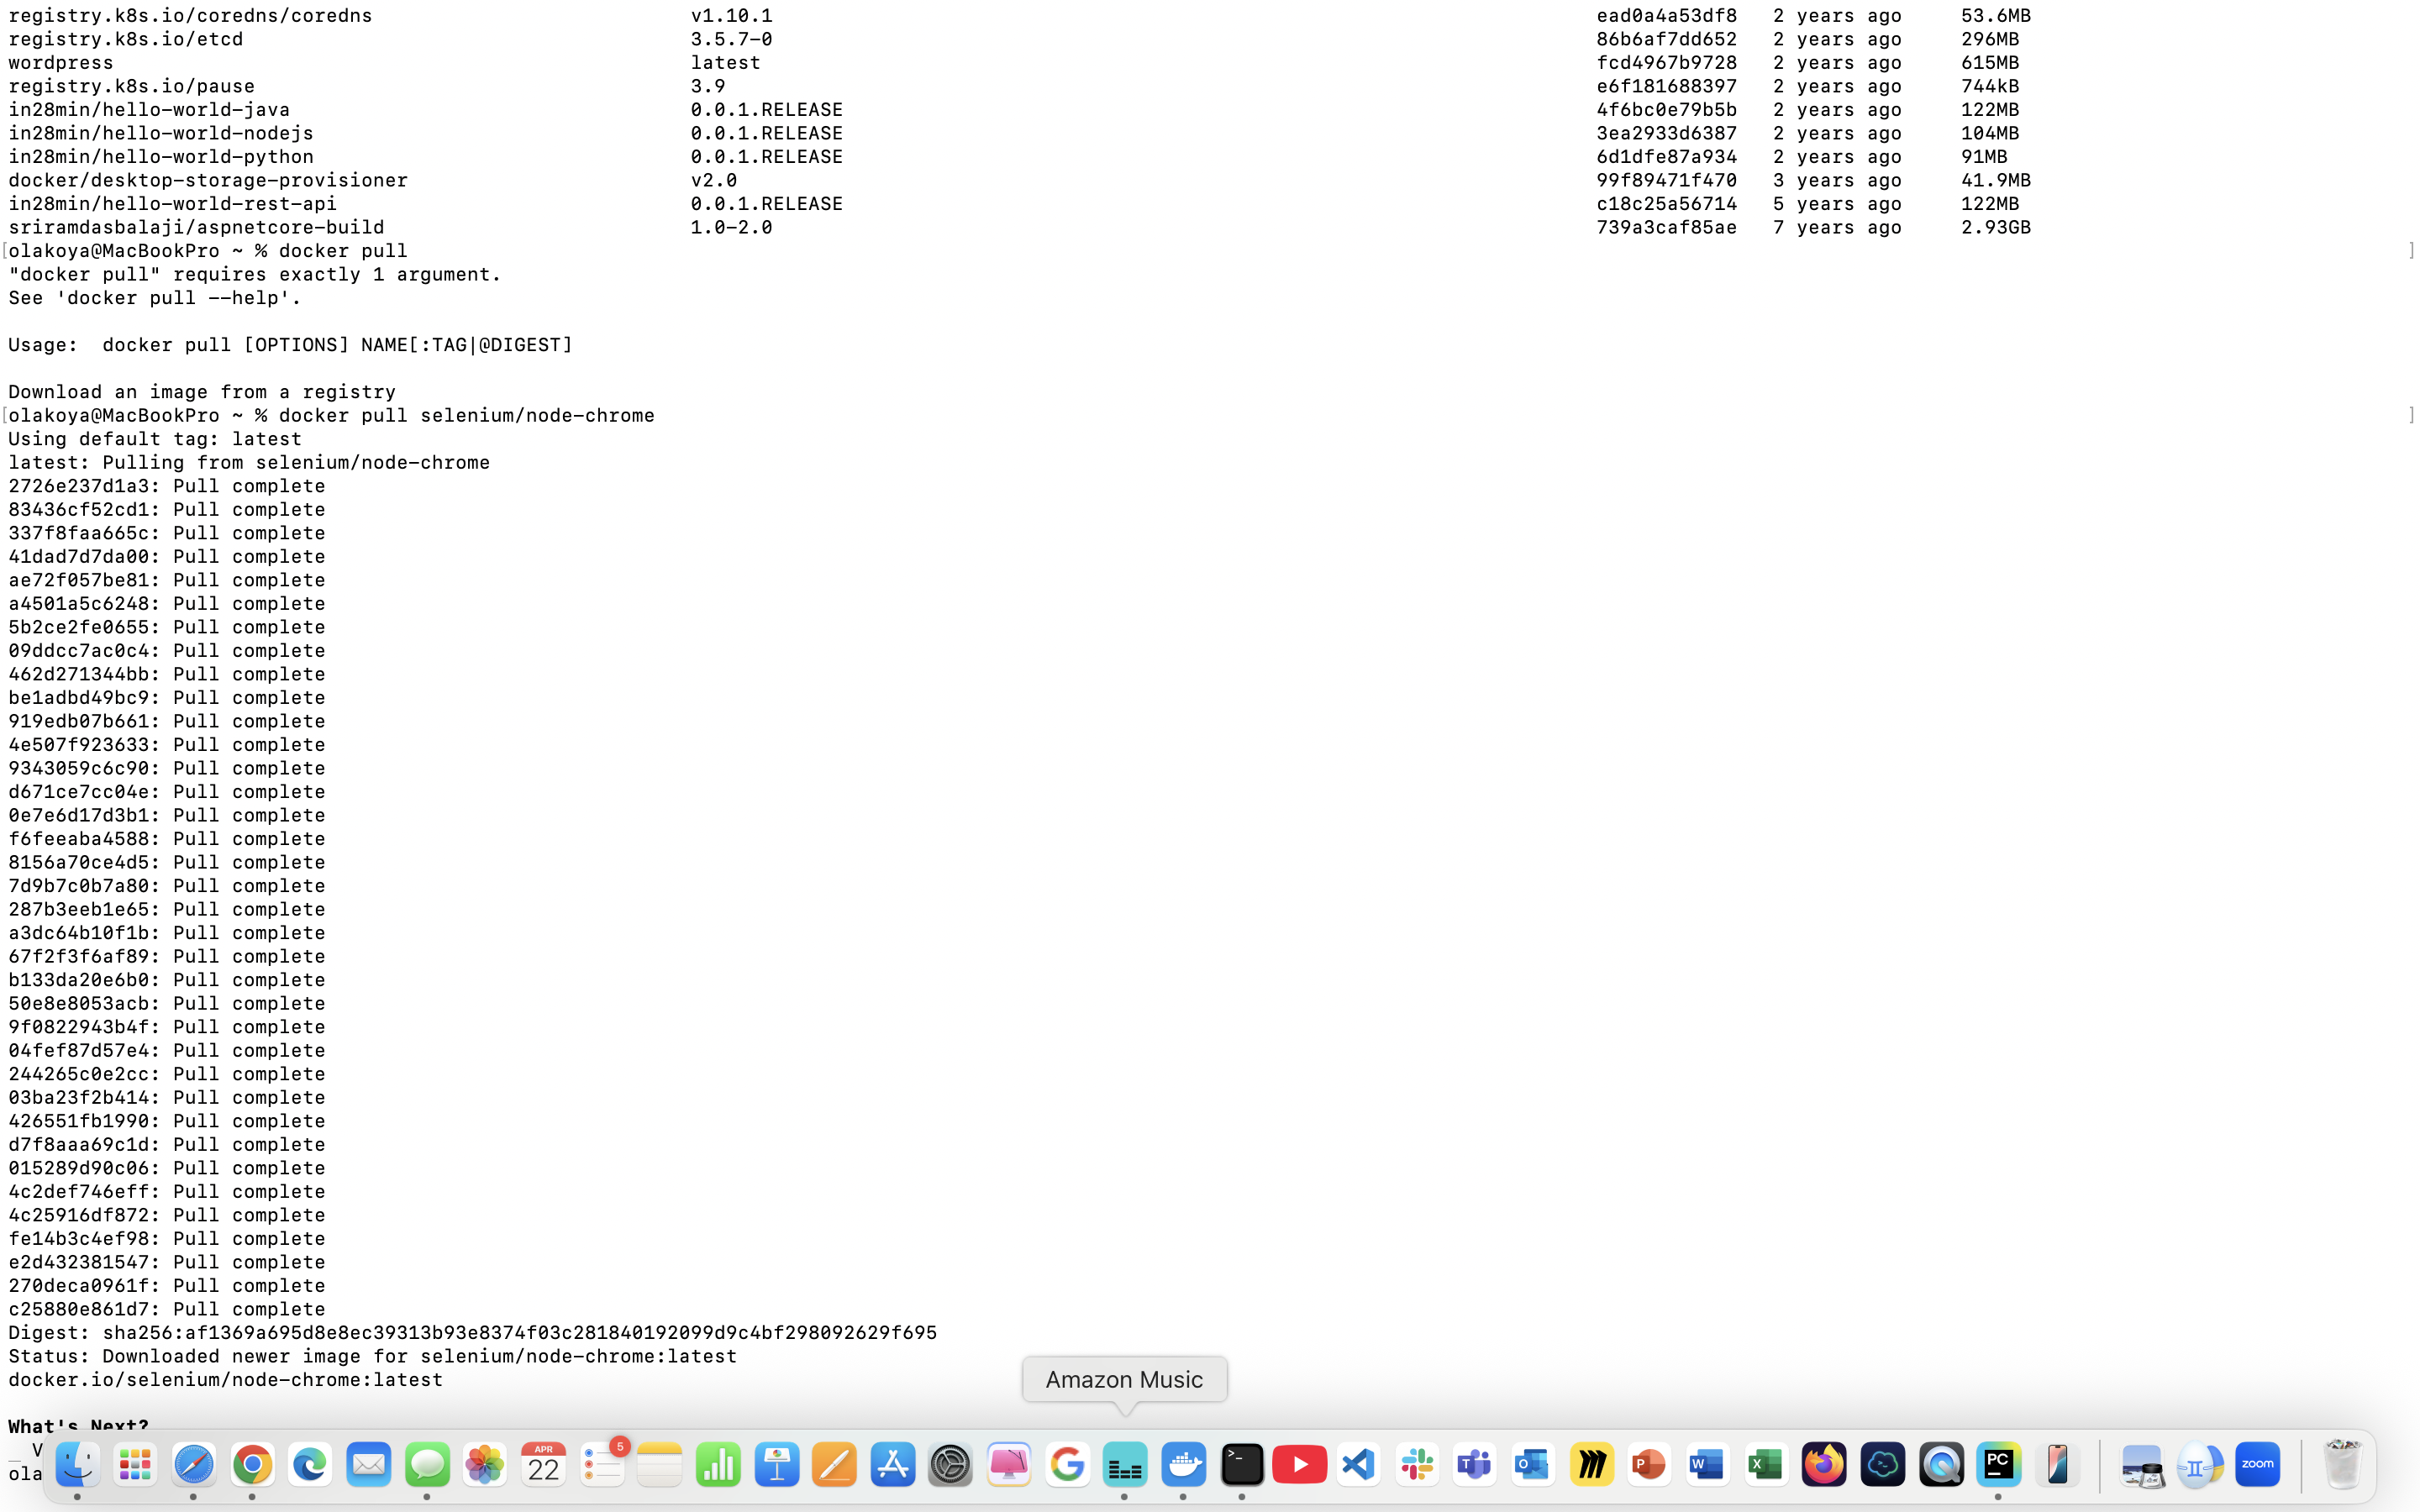 registry.k8s.io/coredns/coredns v1.10.1 ead0a4a53df8 2 years ago 53.6MB
registry.k8s.io/etcd 3.5.7-0 86b6af7dd652 2 years ago 296MB
wordpress latest fcd4967b9728 2 years ago 615MB
registry.k8s.io/pause 3.9 e6f181688397 2 years ago 744kB
in28min/hello-world-java 0.0.1.RELEASE 4f6bc0e79b5b 2 years ago 122MB
in28min/hello-world-nodejs 0.0.1.RELEASE 3ea2933d6387 2 years ago 104MB
in28min/hello-world-python 0.0.1.RELEASE 6d1dfe87a934 2 years ago 91MB
docker/desktop-storage-provisioner v2.0 99f89471f470 3 years ago 41.9MB
in28min/hello-world-rest-api 0.0.1.RELEASE c18c25a56714 5 years ago 122MB
sriramdasbalaji/aspnetcore-build 1.0-2.0 739a3caf85ae 7 years ago 2.93GB
[olakoya@MacBookPro ~ % docker pull ]
"docker pull" requires exactly 1 argument.
See 'docker pull --help'.
Usage: docker pull [OPTIONS] NAME[:TAG|@DIGEST]
Download an image from a registry
[olakoya@MacBookPro ~ % docker pull selenium/node-chrome ]
Using default tag: latest
latest: Pulling from selenium/node-chrome
2726e237d1a3: Pull complete
83436cf52cd1: Pull complete
337f8faa665c: Pull complete
41dad7d7da00: Pull complete
ae72f057be81: Pull complete
a4501a5c6248: Pull complete
5b2ce2fe0655: Pull complete
09ddcc7ac0c4: Pull complete
462d271344bb: Pull complete
be1adbd49bc9: Pull complete
919edb07b661: Pull complete
4e507f923633: Pull complete
9343059c6c90: Pull complete
d671ce7cc04e: Pull complete
0e7e6d17d3b1: Pull complete
f6feeaba4588: Pull complete
8156a70ce4d5: Pull complete
7d9b7c0b7a80: Pull complete
287b3eeb1e65: Pull complete
a3dc64b10f1b: Pull complete
67f2f3f6af89: Pull complete
b133da20e6b0: Pull complete
50e8e8053acb: Pull complete
9f0822943b4f: Pull complete
04fef87d57e4: Pull complete
244265c0e2cc: Pull complete
03ba23f2b414: Pull complete
426551fb1990: Pull complete
d7f8aaa69c1d: Pull complete
015289d90c06: Pull complete
4c2def746eff: Pull complete
4c25916df872: Pull complete
fe14b3c4ef98: Pull complete
e2d432381547: Pull complete
270deca0961f: Pull complete
c25880e861d7: Pull complete
Digest: sha256:af1369a695d8e8ec39313b93e8374f03c281840192099d9c4bf298092629f695
Status: Downloaded newer image for selenium/node-chrome:latest
docker.io/selenium/node-chrome:latest
Amazon Music
What's Next?
APR
22
5
PC
zoom